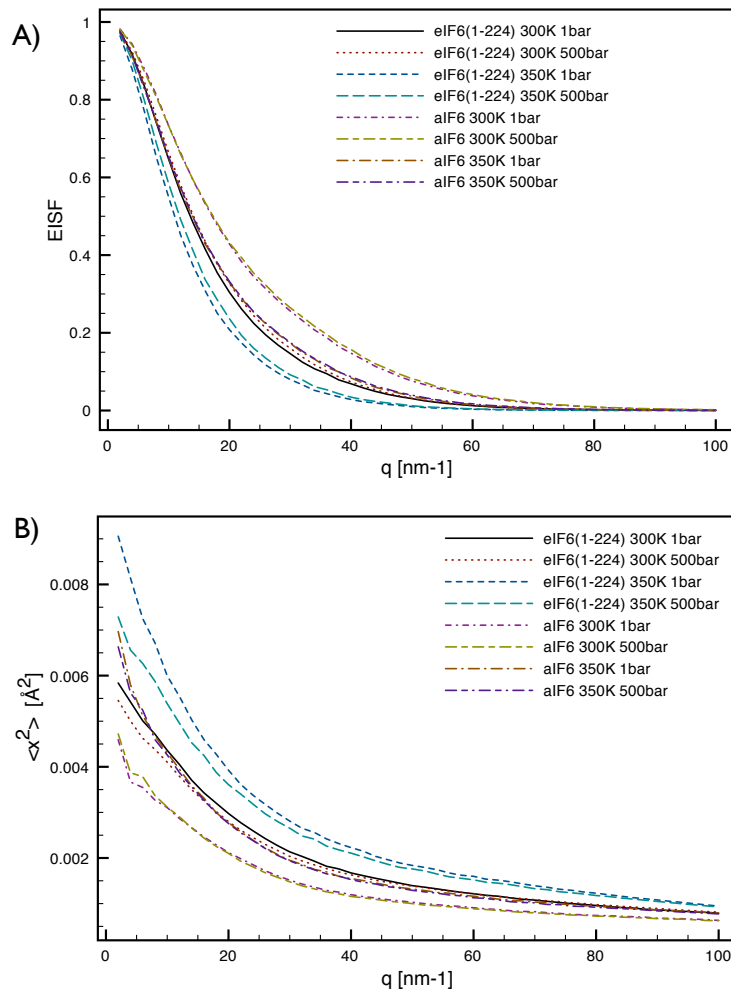 A)
eIF6(1-224) 300K 1bar
eIF6(1-224) 300K 500bar
eIF6(1-224) 350K 1bar
eIF6(1-224) 350K 500bar
aIF6 300K 1bar
aIF6 300K 500bar
aIF6 350K 1bar
aIF6 350K 500bar
1
0.8
0.6
0.4
0.2
0
EISF
0 20 40 60 80 100
q [nm-1]
B)
eIF6(1-224) 300K 1bar
eIF6(1-224) 300K 500bar
eIF6(1-224) 350K 1bar
eIF6(1-224) 350K 500bar
aIF6 300K 1bar
aIF6 300K 500bar
aIF6 350K 1bar
aIF6 350K 500bar
0.008
0.006
0.004
0.002
<x²> [Å²]
0 20 40 60 80 100
q [nm-1]